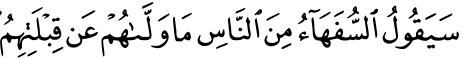 سَيَقُولُ ٱلسُّفَهَآءُ مِنَ ٱلنَّاسِ مَا وَلَّىٰهُمْ عَن قِبْلَتِهِمُ